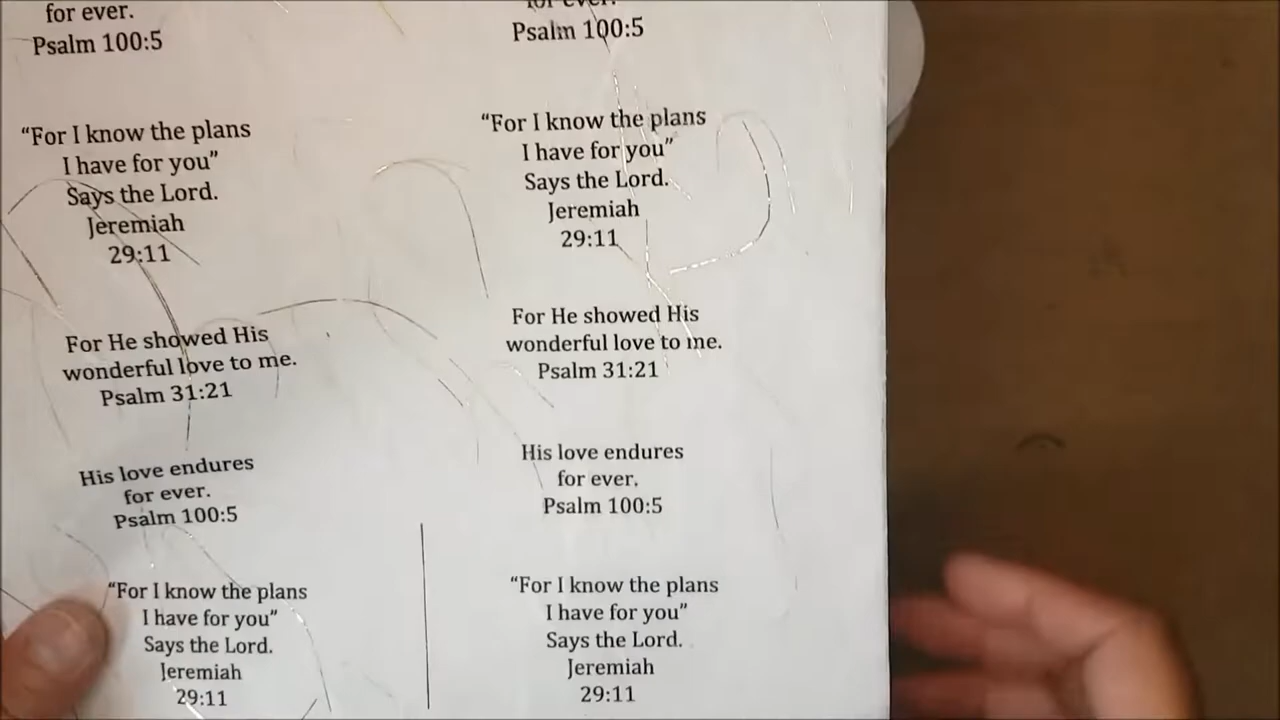 for ever.
Psalm 100:5
“For I know the plans
I have for you”
Says the Lord.
Jeremiah
29:11
For He showed His
wonderful love to me.
Psalm 31:21
His love endures
for ever.
Psalm 100:5
“For I know the plans
I have for you”
Says the Lord.
Jeremiah
29:11
for ever.
Psalm 100:5
“For I know the plans
I have for you”
Says the Lord.
Jeremiah
29:11
For He showed His
wonderful love to me.
Psalm 31:21
His love endures
for ever.
Psalm 100:5
“For I know the plans
I have for you”
Says the Lord.
Jeremiah
29:11